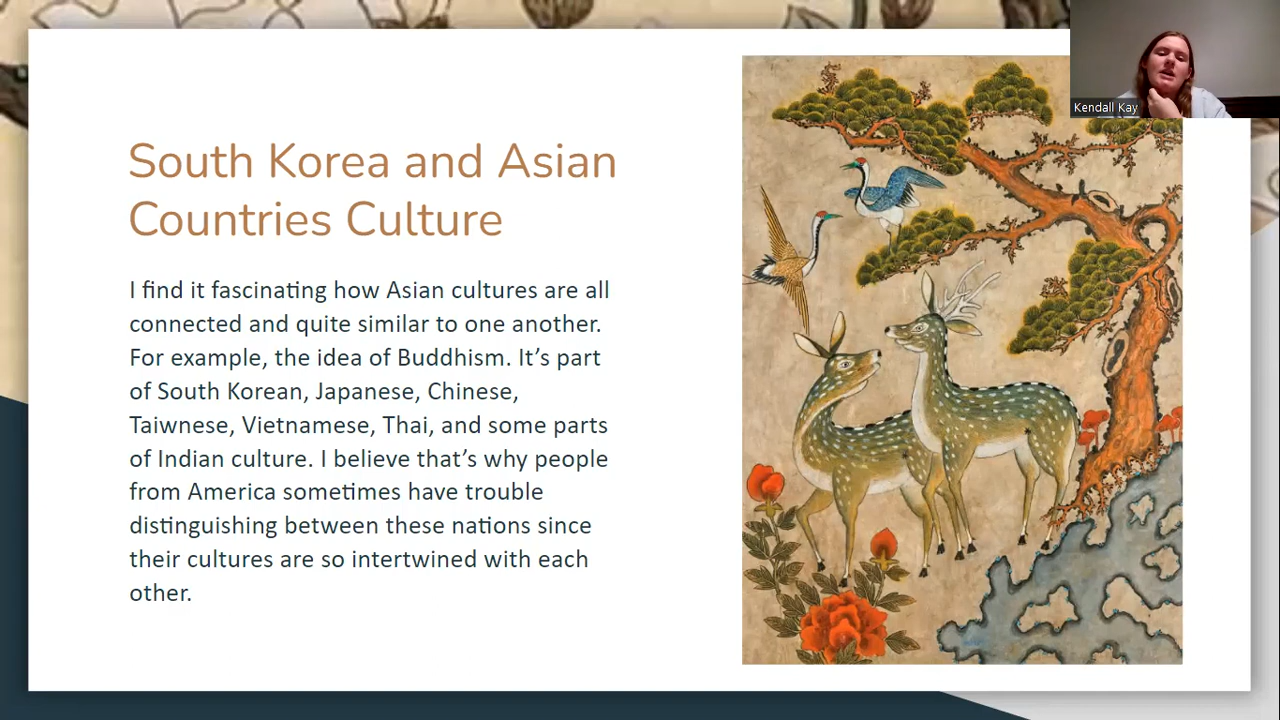 South Korea and Asian
Countries Culture
I find it fascinating how Asian cultures are all
connected and quite similar to one another.
For example, the idea of Buddhism. It's part
of South Korean, Japanese, Chinese,
Taiwnese, Vietnamese, Thai, and some parts
of Indian culture. I believe that's why people
from America sometimes have trouble
distinguishing between these nations since
their cultures are so intertwined with each
other.
Kendall Kay